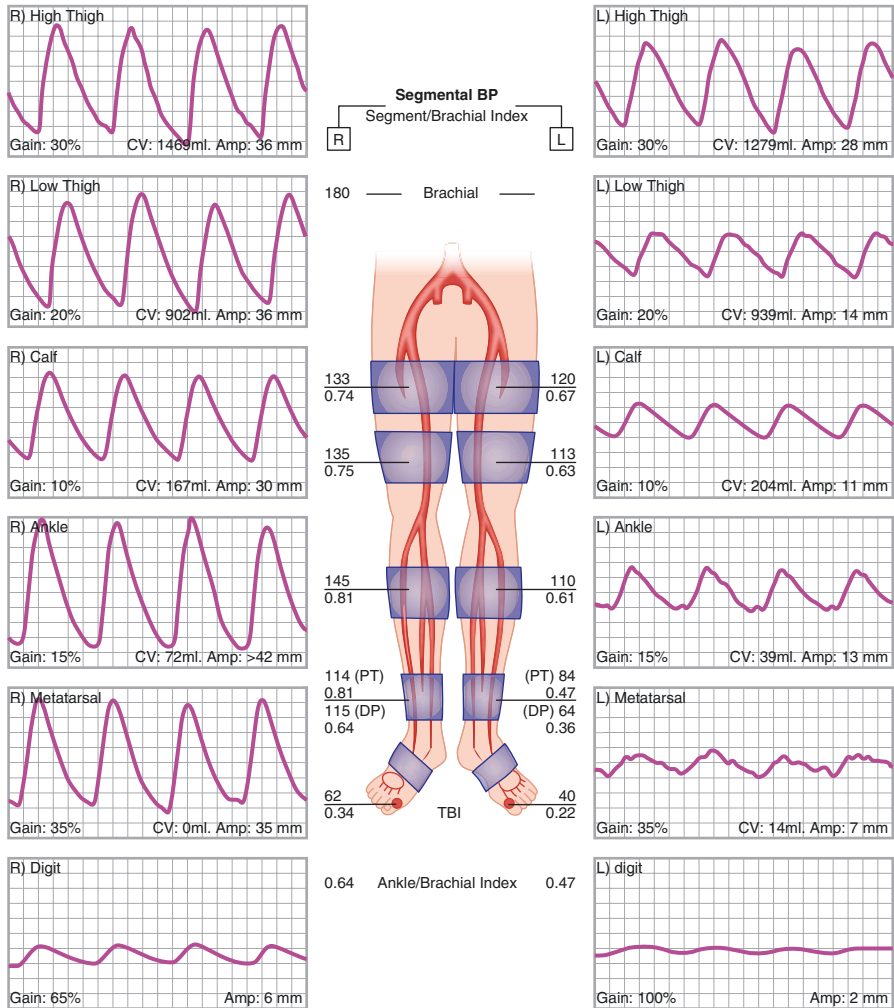 R) High Thigh
Gain: 30% CV: 1469ml. Amp: 36 mm
R) Low Thigh
Gain: 20% CV: 902ml. Amp: 36 mm
R) Calf
Gain: 10% CV: 167ml. Amp: 30 mm
R) Ankle
Gain: 15% CV: 72ml. Amp: >42 mm
R) Metatarsal
Gain: 35% CV: 0ml. Amp: 35 mm
R) Digit
Gain: 65% Amp: 6 mm
Segmental BP
Segment/Brachial Index
R L
180 Brachial
133 120
0.74 0.67
135 113
0.75 0.63
145 110
0.81 0.61
114 (PT) (PT) 84
0.81 0.47
115 (DP) (DP) 64
0.64 0.36
62 40
0.34 TBI 0.22
0.64 Ankle/Brachial Index 0.47
L) High Thigh
Gain: 30% CV: 1279ml. Amp: 28 mm
L) Low Thigh
Gain: 20% CV: 939ml. Amp: 14 mm
L) Calf
Gain: 10% CV: 204ml. Amp: 11 mm
L) Ankle
Gain: 15% CV: 39ml. Amp: 13 mm
L) Metatarsal
Gain: 35% CV: 14ml. Amp: 7 mm
L) digit
Gain: 100% Amp: 2 mm